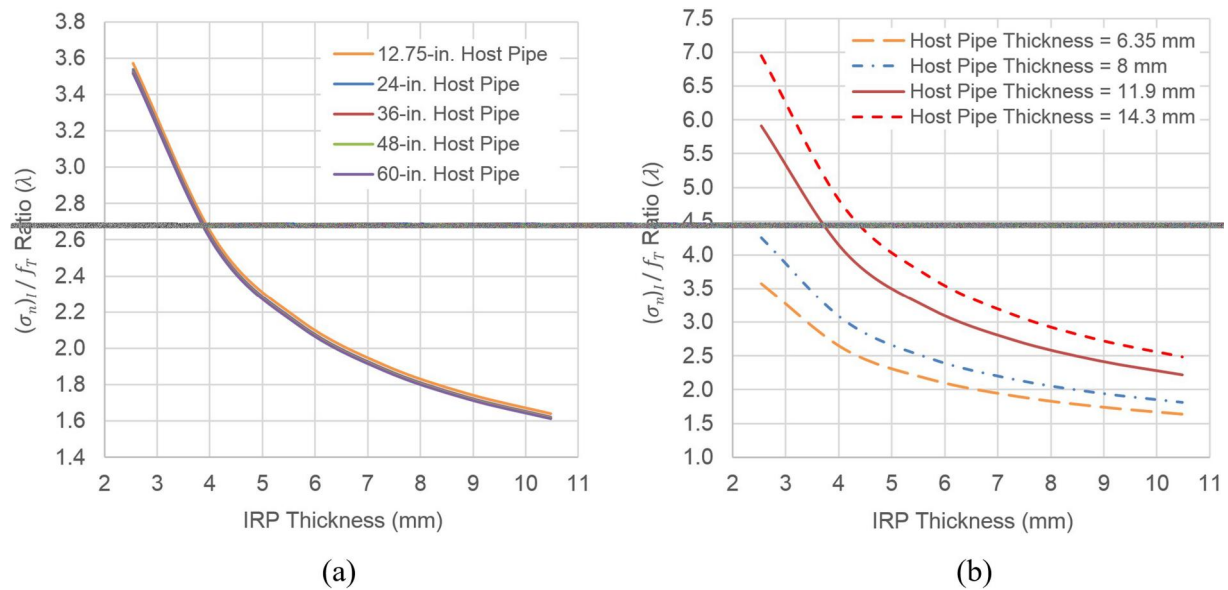 3.8
3.6
3.4
3.2
3.0
2.8
2.6
2.4
2.2
2.0
1.8
1.6
1.4
(σₙ)ₗ / f_T Ratio (λ)
12.75-in. Host Pipe
24-in. Host Pipe
36-in. Host Pipe
48-in. Host Pipe
60-in. Host Pipe
2 3 4 5 6 7 8 9 10 11
IRP Thickness (mm)
(a)
7.5
7.0
6.5
6.0
5.5
5.0
4.5
4.0
3.5
3.0
2.5
2.0
1.5
1.0
(σₙ)ₗ / f_T Ratio (λ)
Host Pipe Thickness = 6.35 mm
Host Pipe Thickness = 8 mm
Host Pipe Thickness = 11.9 mm
Host Pipe Thickness = 14.3 mm
2 3 4 5 6 7 8 9 10 11
IRP Thickness (mm)
(b)